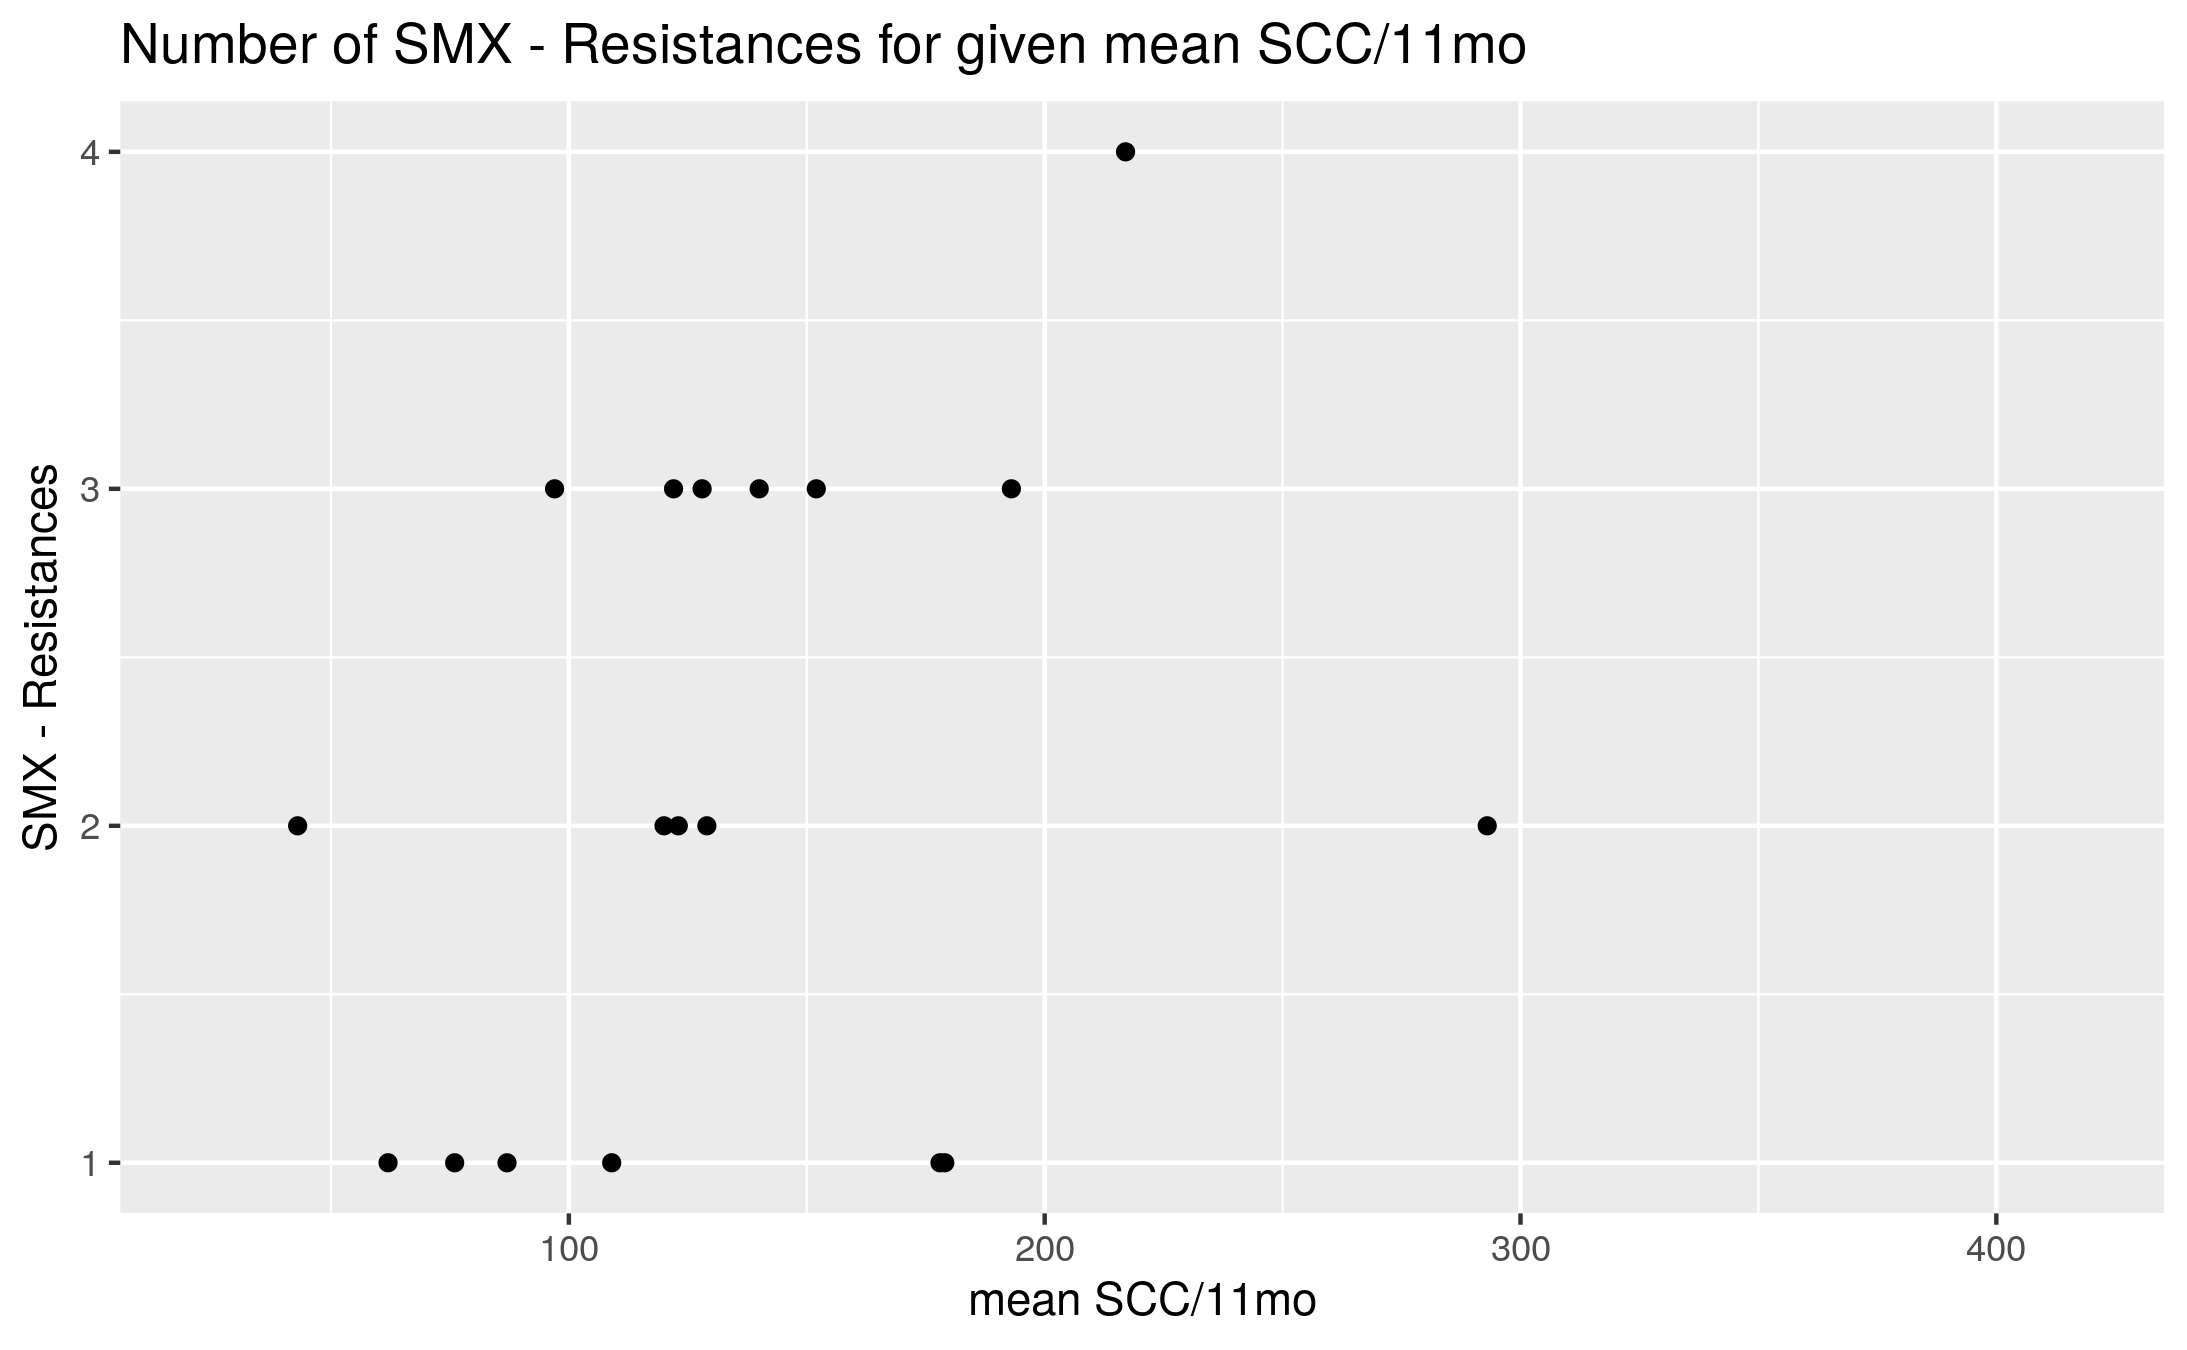 Number of SMX - Resistances for given mean SCC/11mo
SMX - Resistances
4
3
2
1
100 200 300 400
mean SCC/11mo